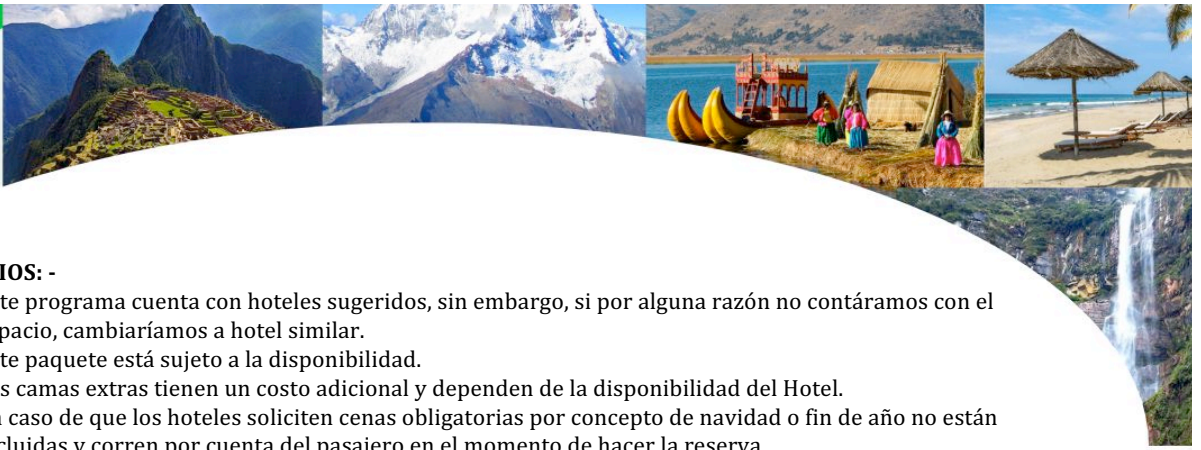 IOS: -
te programa cuenta con hoteles sugeridos, sin embargo, si por alguna razón no contáramos con el
pacio, cambiaríamos a hotel similar.
te paquete está sujeto a la disponibilidad.
s camas extras tienen un costo adicional y dependen de la disponibilidad del Hotel.
n caso de que los hoteles soliciten cenas obligatorias por concepto de navidad o fin de año no están
cluidas y corren por cuenta del pasajero en el momento de hacer la reserva